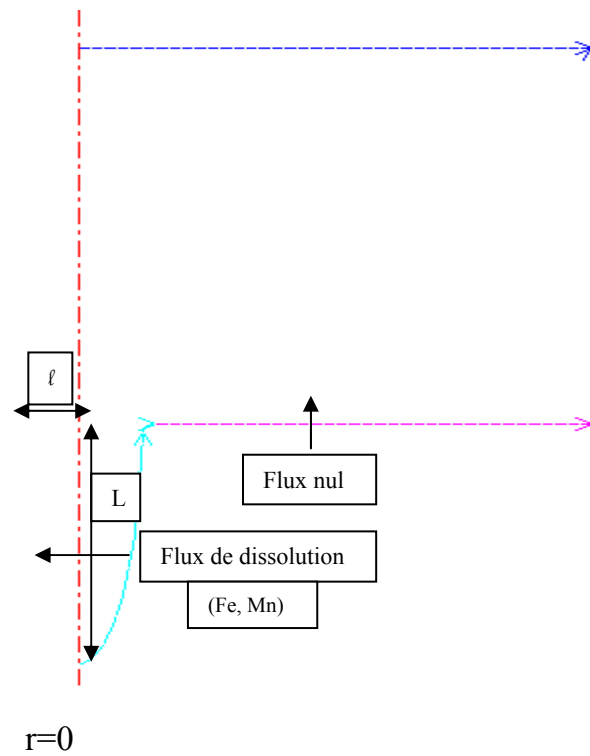 ℓ
Flux nul
L
Flux de dissolution
(Fe, Mn)
r=0